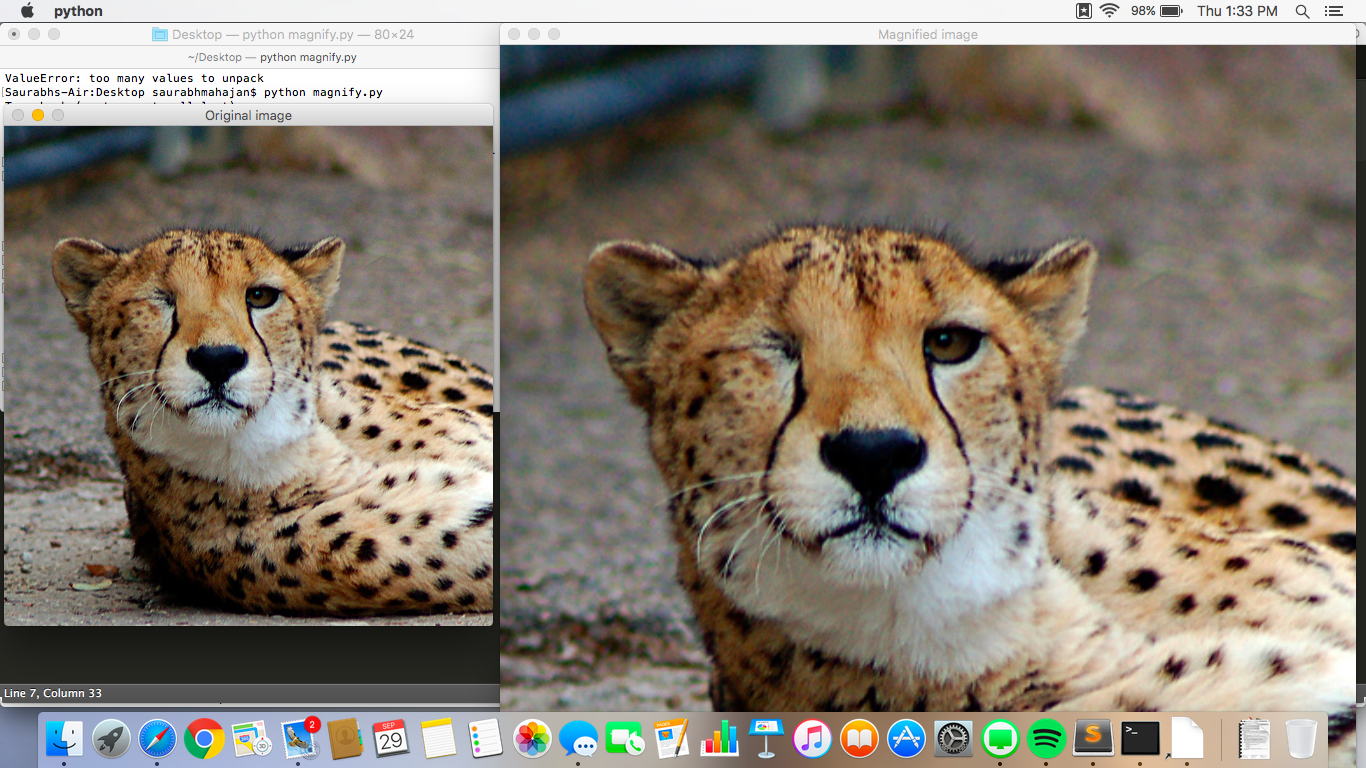 python
98%
Thu 1:33 PM
Desktop — python magnify.py — 80×24
~/Desktop — python magnify.py
ValueError: too many values to unpack
Saurabhs-Air:Desktop saurabhmahajan$ python magnify.py
Original image
Magnified image
Line 7, Column 33
2
SEP
29
3D
S
>_